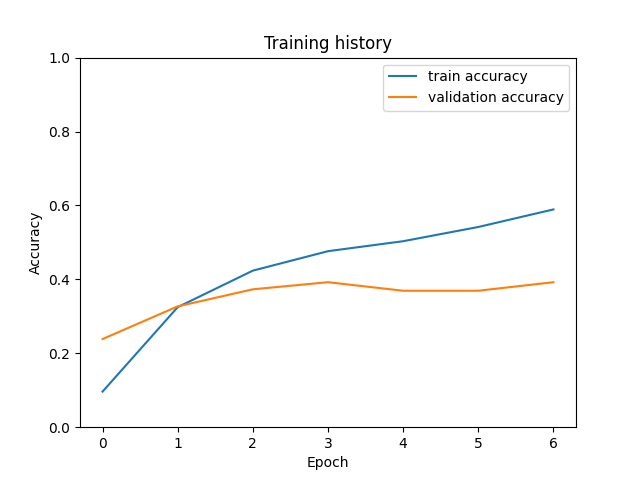 Training history
1.0
train accuracy
validation accuracy
0.8
0.6
Accuracy
0.4
0.2
0.0
0 1 2 3 4 5 6
Epoch